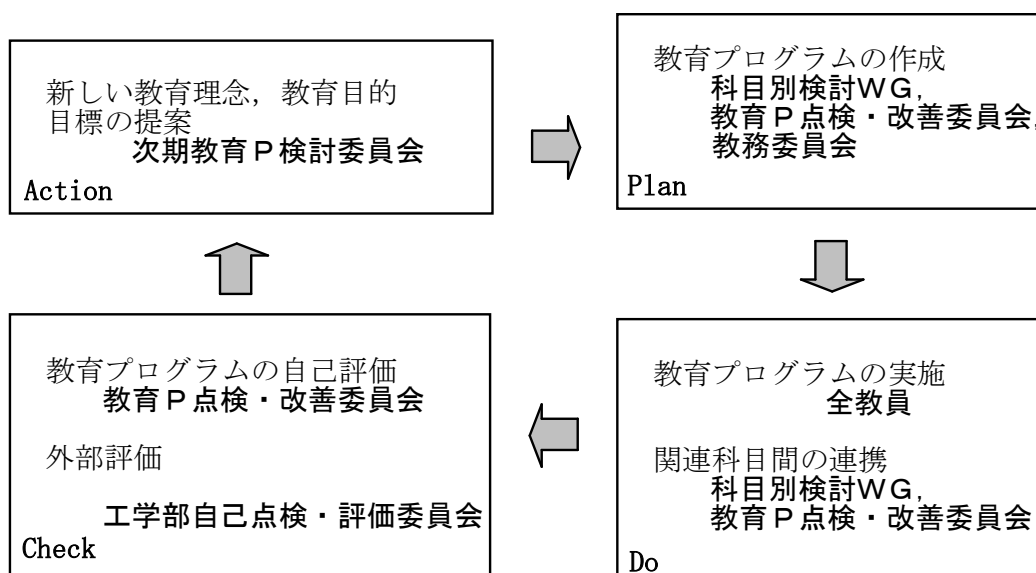 新しい教育理念，教育目的
目標の提案
次期教育Ｐ検討委員会
Action
教育プログラムの作成
科目別検討ＷＧ，
教育Ｐ点検・改善委員会，
教務委員会
Plan
教育プログラムの自己評価
教育Ｐ点検・改善委員会
外部評価
工学部自己点検・評価委員会
Check
教育プログラムの実施
全教員
関連科目間の連携
科目別検討ＷＧ，
教育Ｐ点検・改善委員会
Do